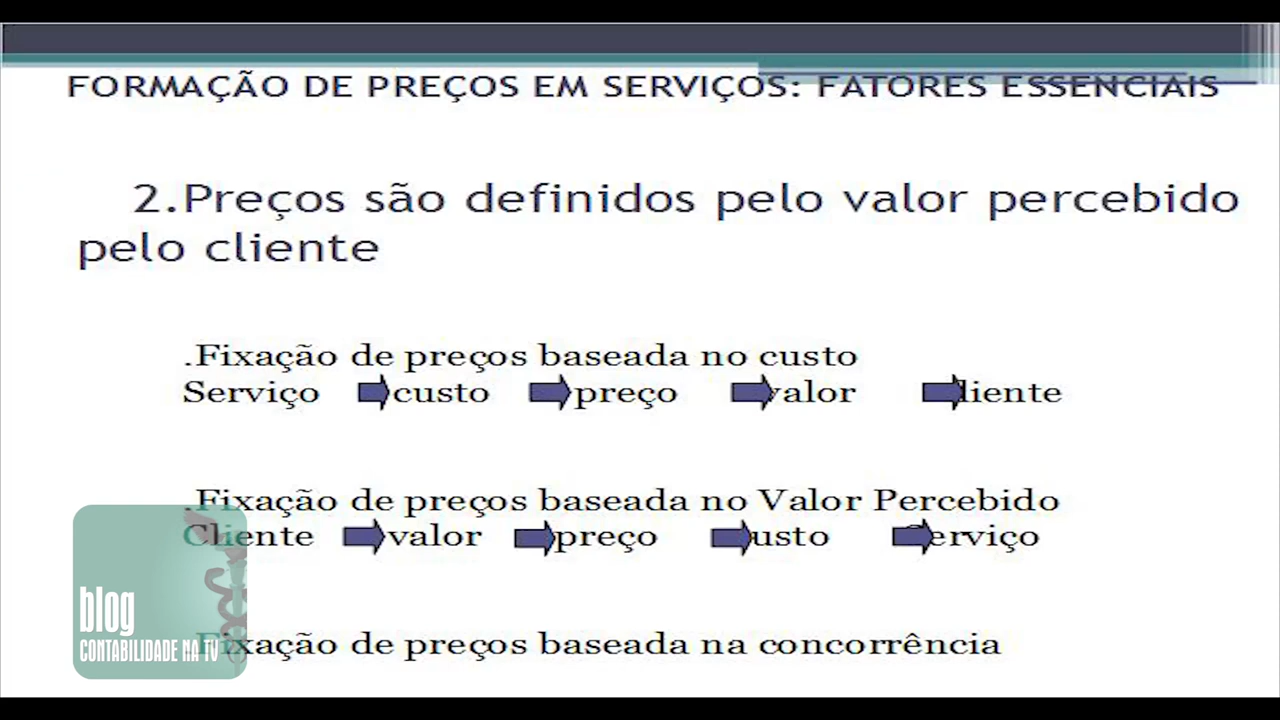 FORMAÇÃO DE PREÇOS EM SERVIÇOS: FATORES ESSENCIAIS
2.Preços são definidos pelo valor percebido
pelo cliente
.Fixação de preços baseada no custo
Serviço custo preço valor cliente
.Fixação de preços baseada no Valor Percebido
Cliente valor preço custo Serviço
.Fixação de preços baseada na concorrência
blog
CONTABILIDADE NA TV